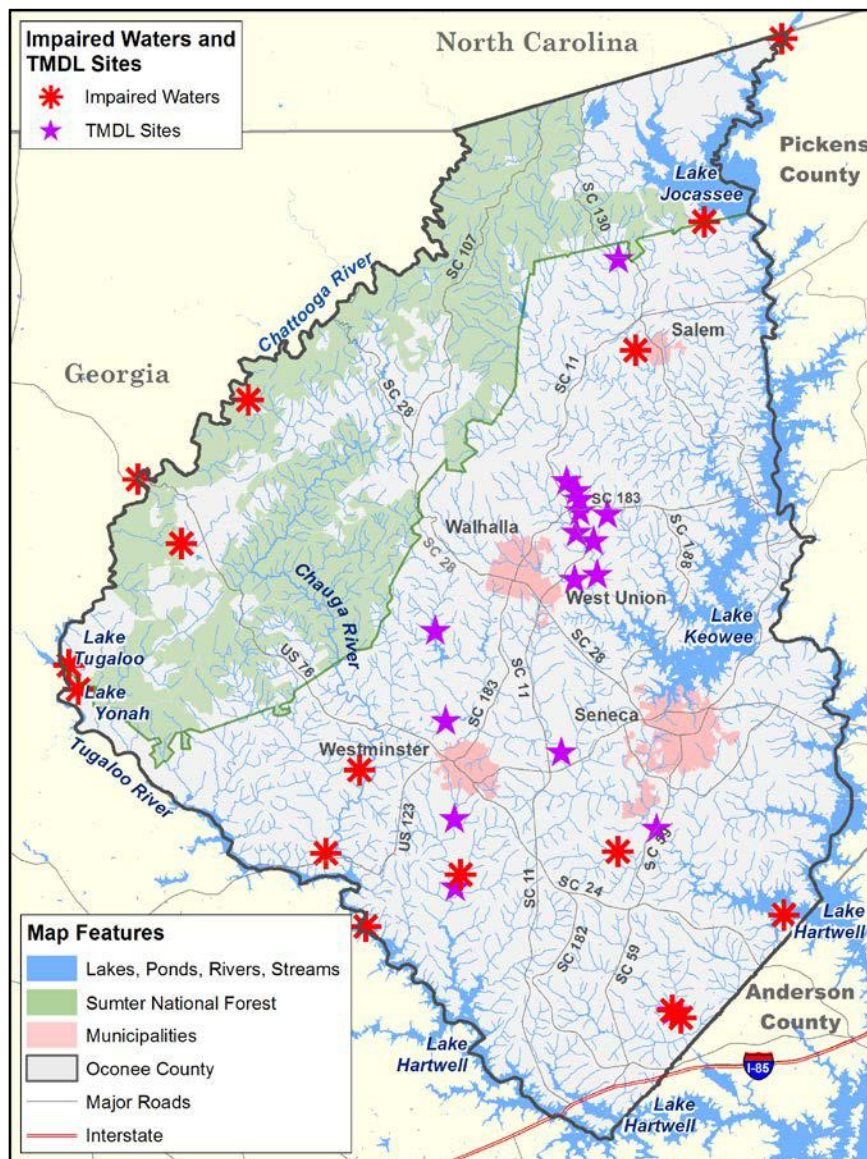 Impaired Waters and
TMDL Sites
Impaired Waters
TMDL Sites
North Carolina
Pickens
County
Lake
Jocassee
SC 130
SC 107
Chattooga River
Salem
Georgia
SC 11
SC 28
SC 183
Walhalla
SC 188
SC 28
Chauga River
West Union
Lake
Keowee
Lake
Tugaloo
US 76
SC 28
SC 11
SC 183
Lake
Yonah
Seneca
Westminster
Tugaloo River
US 123
SC 59
SC 11
SC 24
Lake
Hartwell
SC 182
SC 59
Anderson
County
Lake
Hartwell
I-85
Lake
Hartwell
Map Features
Lakes, Ponds, Rivers, Streams
Sumter National Forest
Municipalities
Oconee County
Major Roads
Interstate